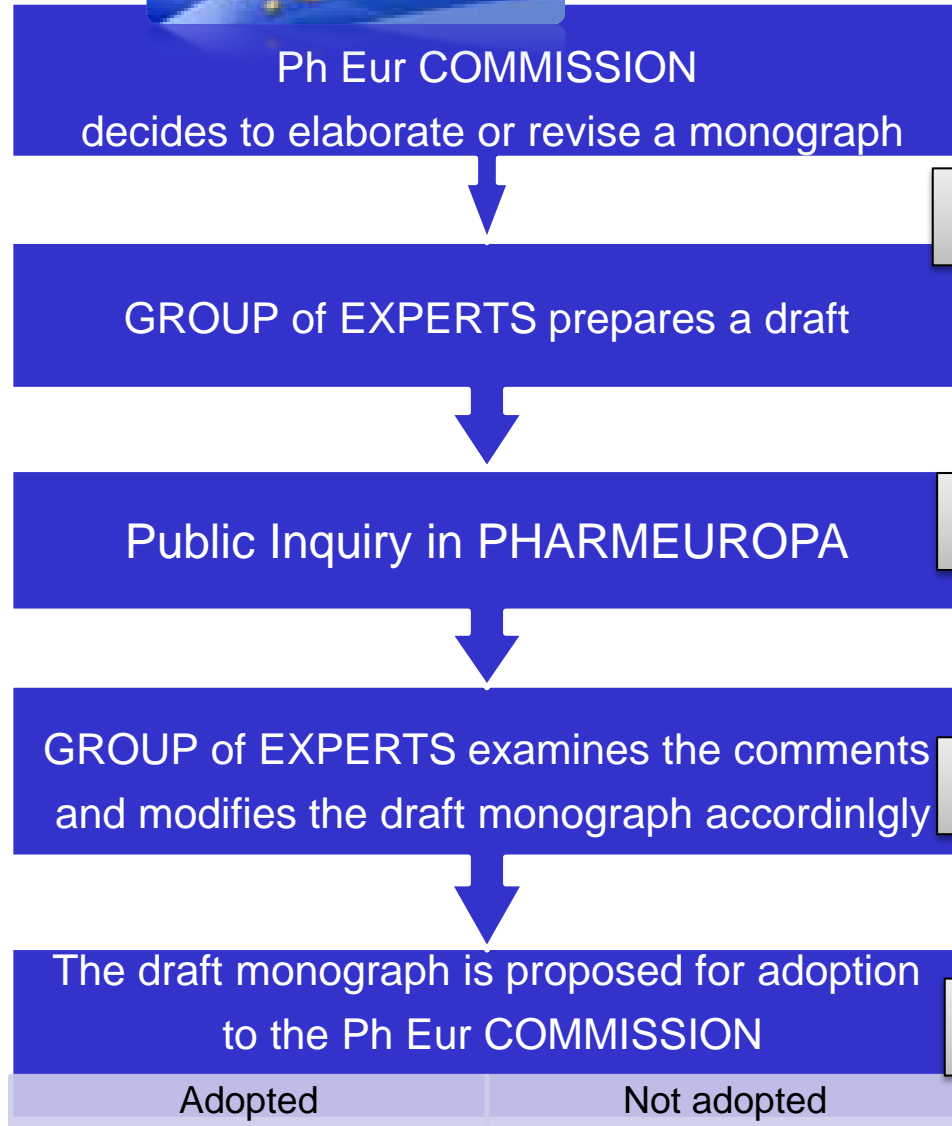 Ph Eur COMMISSION
decides to elaborate or revise a monograph
GROUP of EXPERTS prepares a draft
Public Inquiry in PHARMEUROPA
GROUP of EXPERTS examines the comments
and modifies the draft monograph accordinlgly
The draft monograph is proposed for adoption
to the Ph Eur COMMISSION
Adopted
Not adopted